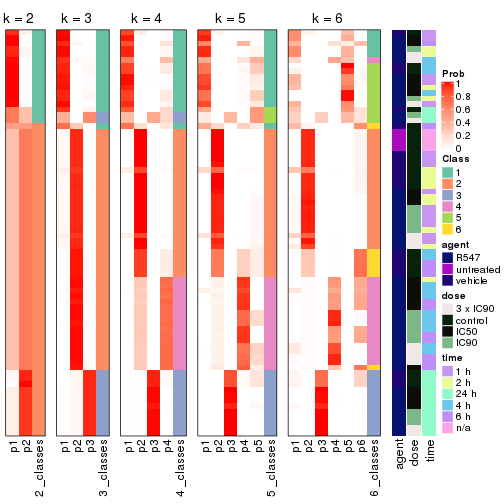 k = 2
k = 3
k = 4
k = 5
k = 6
p1
p2
2_classes
p1
p2
p3
3_classes
p1
p2
p3
p4
4_classes
p1
p2
p3
p4
p5
5_classes
p1
p2
p3
p4
p5
p6
6_classes
agent
dose
time
Prob
1
0.8
0.6
0.4
0.2
0
Class
1
2
3
4
5
6
agent
R547
untreated
vehicle
dose
3 x IC90
control
IC50
IC90
time
1 h
2 h
24 h
4 h
6 h
n/a